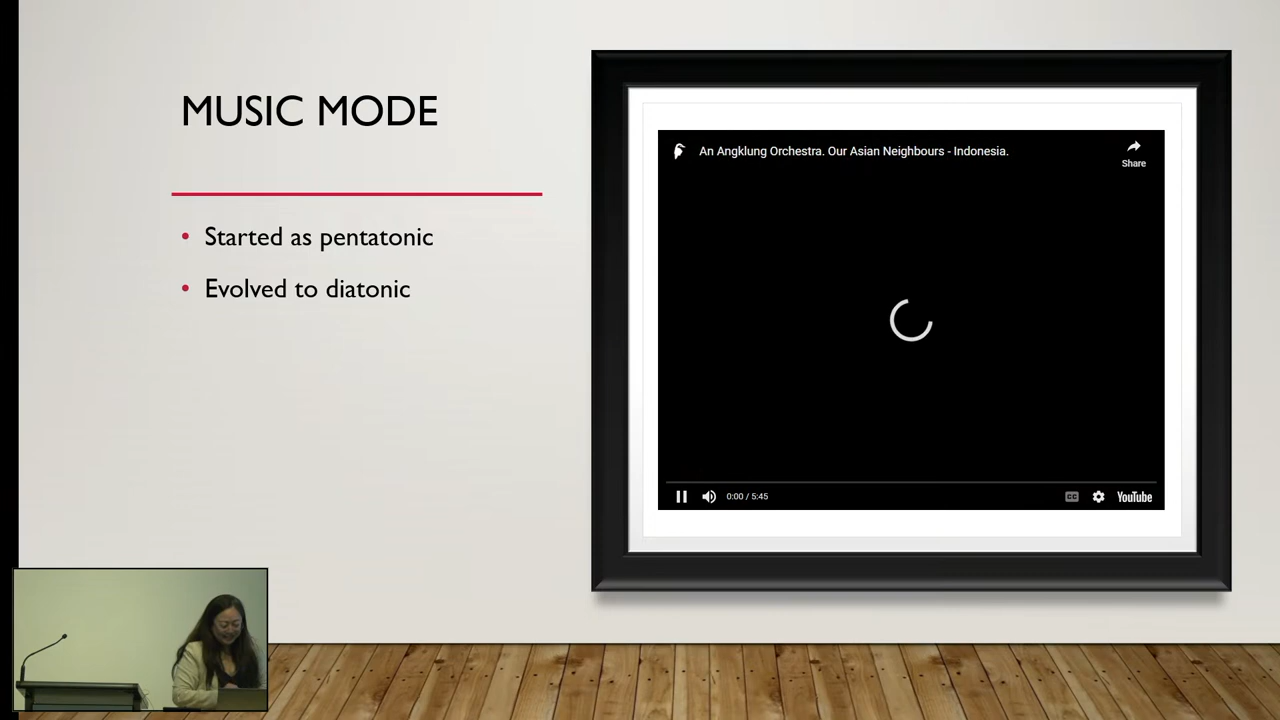 MUSIC MODE
Started as pentatonic
Evolved to diatonic
An Angklung Orchestra. Our Asian Neighbours - Indonesia.
Share
0:00 / 5:45
CC
YouTube